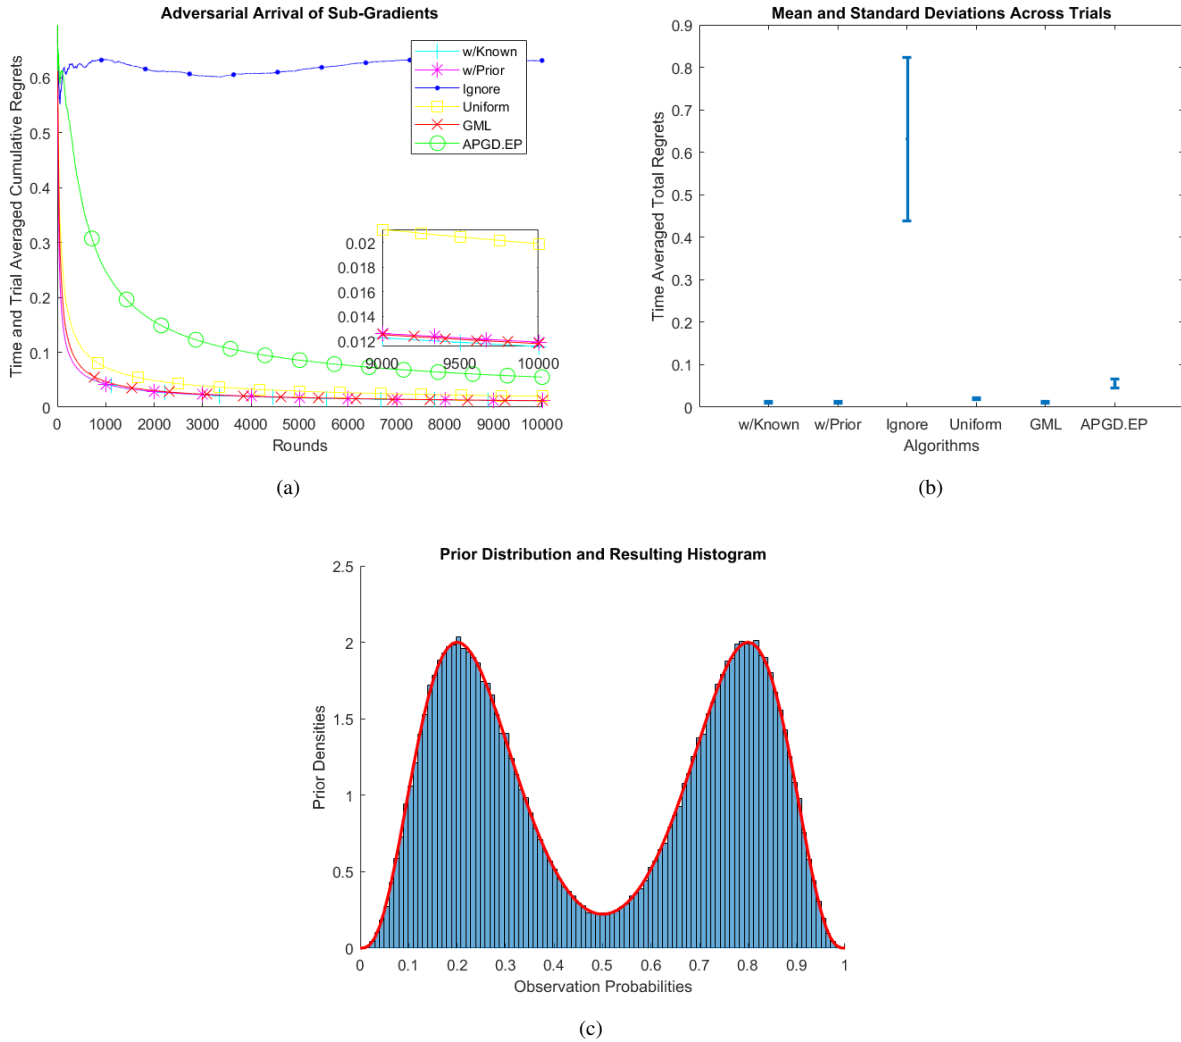 Adversarial Arrival of Sub-Gradients
Time and Trial Averaged Cumulative Regrets
0.6
0.5
0.4
0.3
0.2
0.1
0
w/Known
w/Prior
Ignore
Uniform
GML
APGD.EP
0.02
0.018
0.016
0.014
0.012
9000 9500 10000
0 1000 2000 3000 4000 5000 6000 7000 8000 9000 10000
Rounds
(a)
Mean and Standard Deviations Across Trials
Time Averaged Total Regrets
0.9
0.8
0.7
0.6
0.5
0.4
0.3
0.2
0.1
0
w/Known w/Prior Ignore Uniform GML APGD.EP
Algorithms
(b)
Prior Distribution and Resulting Histogram
Prior Densities
2.5
2
1.5
1
0.5
0
0 0.1 0.2 0.3 0.4 0.5 0.6 0.7 0.8 0.9 1
Observation Probabilities
(c)